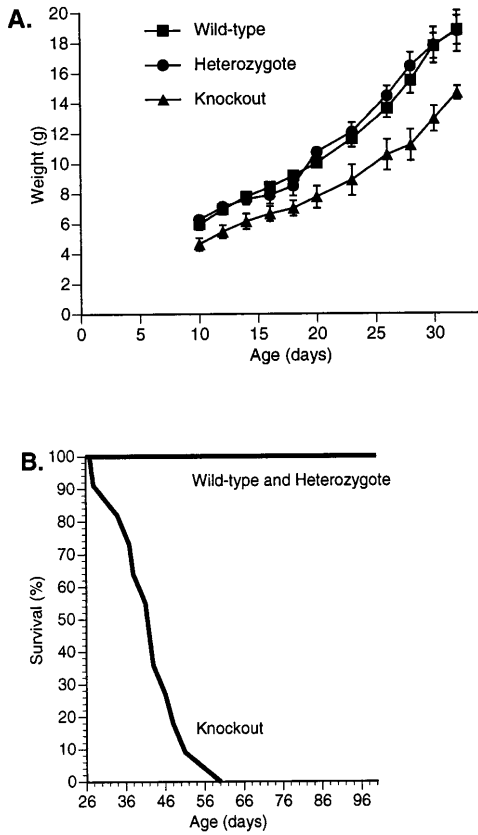 A.
Wild-type
Heterozygote
Knockout
Weight (g)
20
18
16
14
12
10
8
6
4
2
0
0 5 10 15 20 25 30
Age (days)
B.
Survival (%)
100
90
80
70
60
50
40
30
20
10
0
Wild-type and Heterozygote
Knockout
26 36 46 56 66 76 86 96
Age (days)